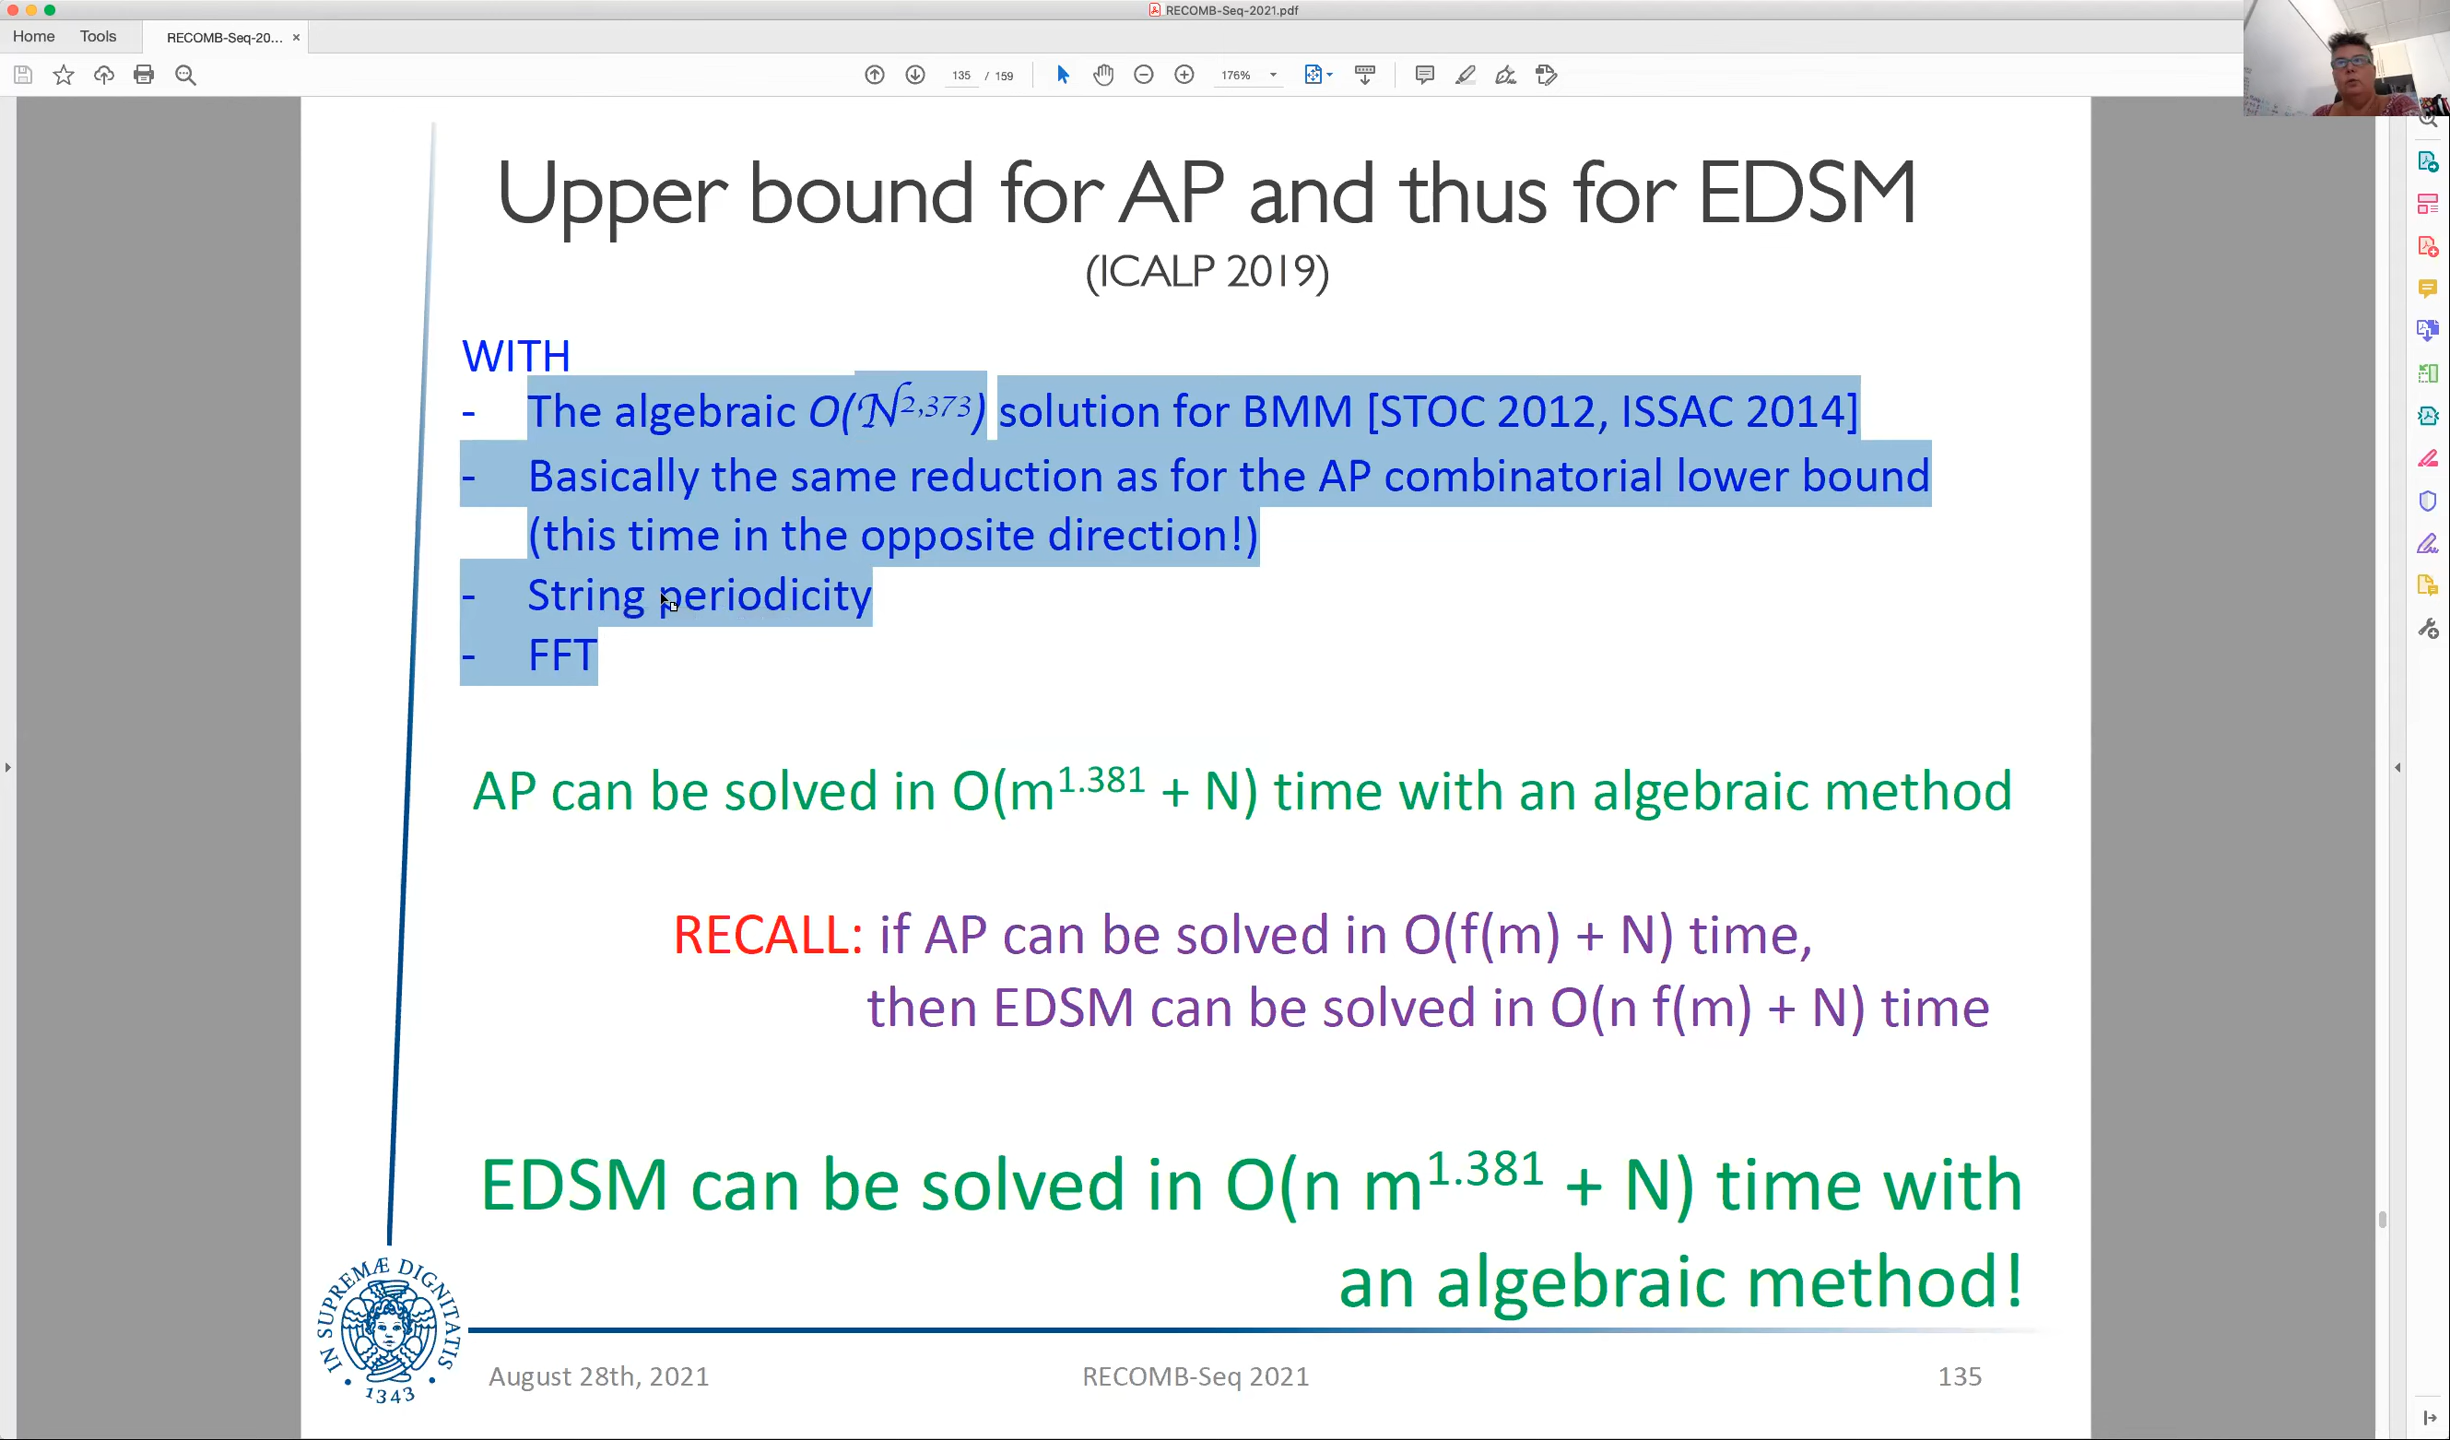 RECOMB-Seq-2021.pdf
Home Tools RECOMB-Seq-20... ×
135 / 159 176%
Upper bound for AP and thus for EDSM
(ICALP 2019)
WITH
- The algebraic O(N^2,373) solution for BMM [STOC 2012, ISSAC 2014]
- Basically the same reduction as for the AP combinatorial lower bound
(this time in the opposite direction!)
- String periodicity
- FFT
AP can be solved in O(m^1.381 + N) time with an algebraic method
RECALL: if AP can be solved in O(f(m) + N) time,
then EDSM can be solved in O(n f(m) + N) time
EDSM can be solved in O(n m^1.381 + N) time with
an algebraic method!
IN SUPREMÆ DIGNITATIS
· 1343 ·
August 28th, 2021 RECOMB-Seq 2021 135